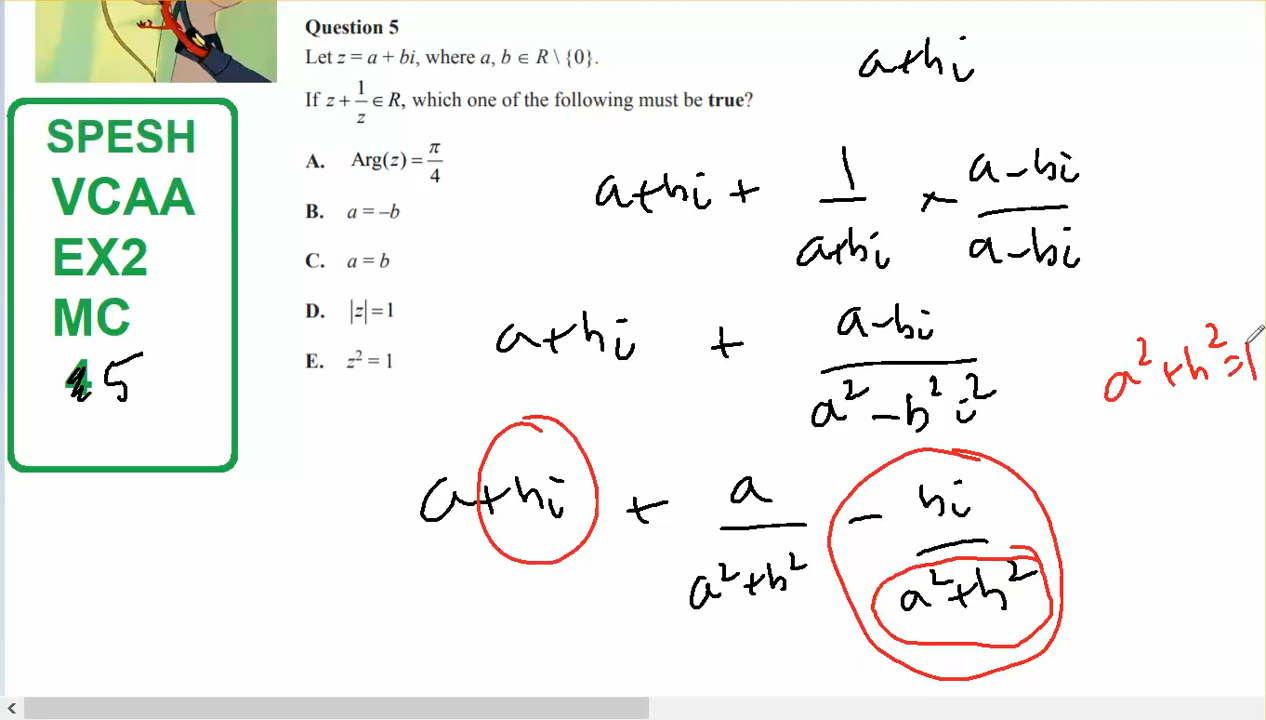 Question 5
Let z = a + bi, where a, b ∈ R \ {0}.
If z + 1/z ∈ R, which one of the following must be true?
A. Arg(z) = π/4
B. a = –b
C. a = b
D. |z| = 1
E. z² = 1
SPESH
VCAA
EX2
MC
5
a+bi
a+bi + 1/(a+bi) × (a-bi)/(a-bi)
a+bi + (a-bi)/(a² - b²i²)
a²+b²=1
a+bi + a/(a²+b²) - bi/(a²+b²)